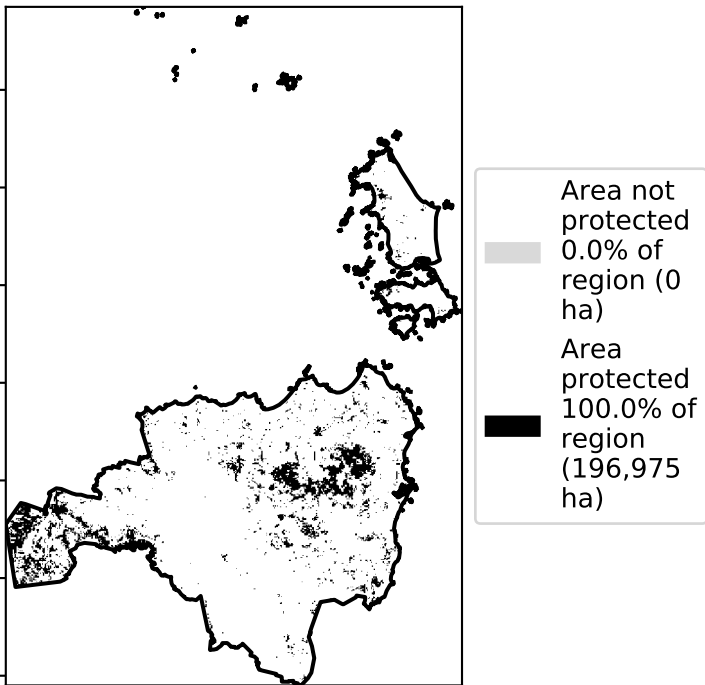 Area not
protected
0.0% of
region (0
ha)
Area
protected
100.0% of
region
(196,975
ha)